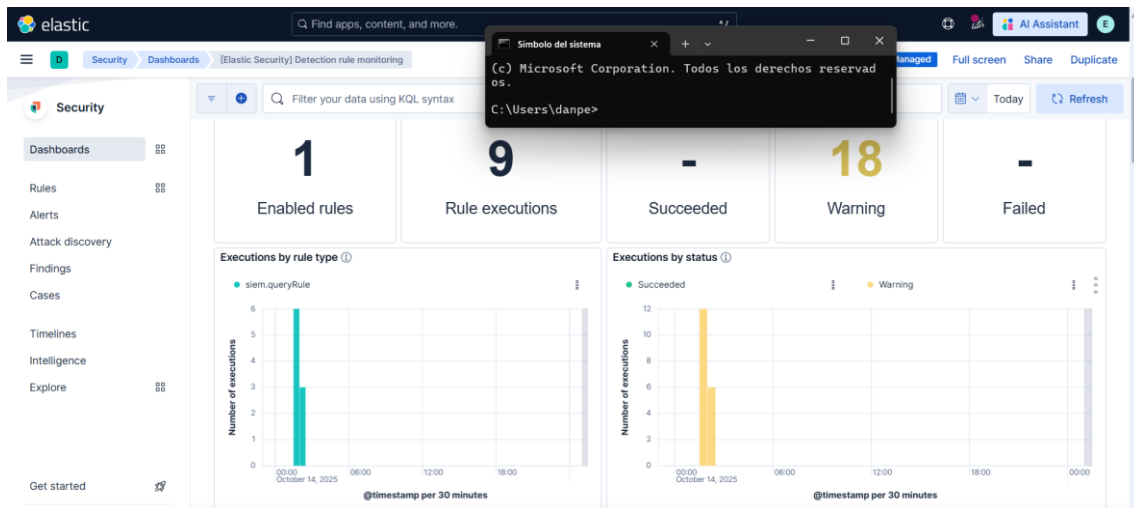 elastic
Find apps, content, and more.
AI Assistant
E
D
Security
Dashboards
[Elastic Security] Detection rule monitoring
Managed
Full screen
Share
Duplicate
Símbolo del sistema
(c) Microsoft Corporation. Todos los derechos reservad
os.
C:\Users\danpe>
Security
Filter your data using KQL syntax
Today
Refresh
Dashboards
Rules
Alerts
Attack discovery
Findings
Cases
Timelines
Intelligence
Explore
Get started
1
Enabled rules
9
Rule executions
-
Succeeded
18
Warning
-
Failed
Executions by rule type
siem.queryRule
Number of executions
6
5
4
3
2
1
0
00:00
October 14, 2025
06:00
12:00
18:00
@timestamp per 30 minutes
Executions by status
Succeeded
Warning
Number of executions
12
10
8
6
4
2
0
00:00
October 14, 2025
06:00
12:00
18:00
00:00
@timestamp per 30 minutes